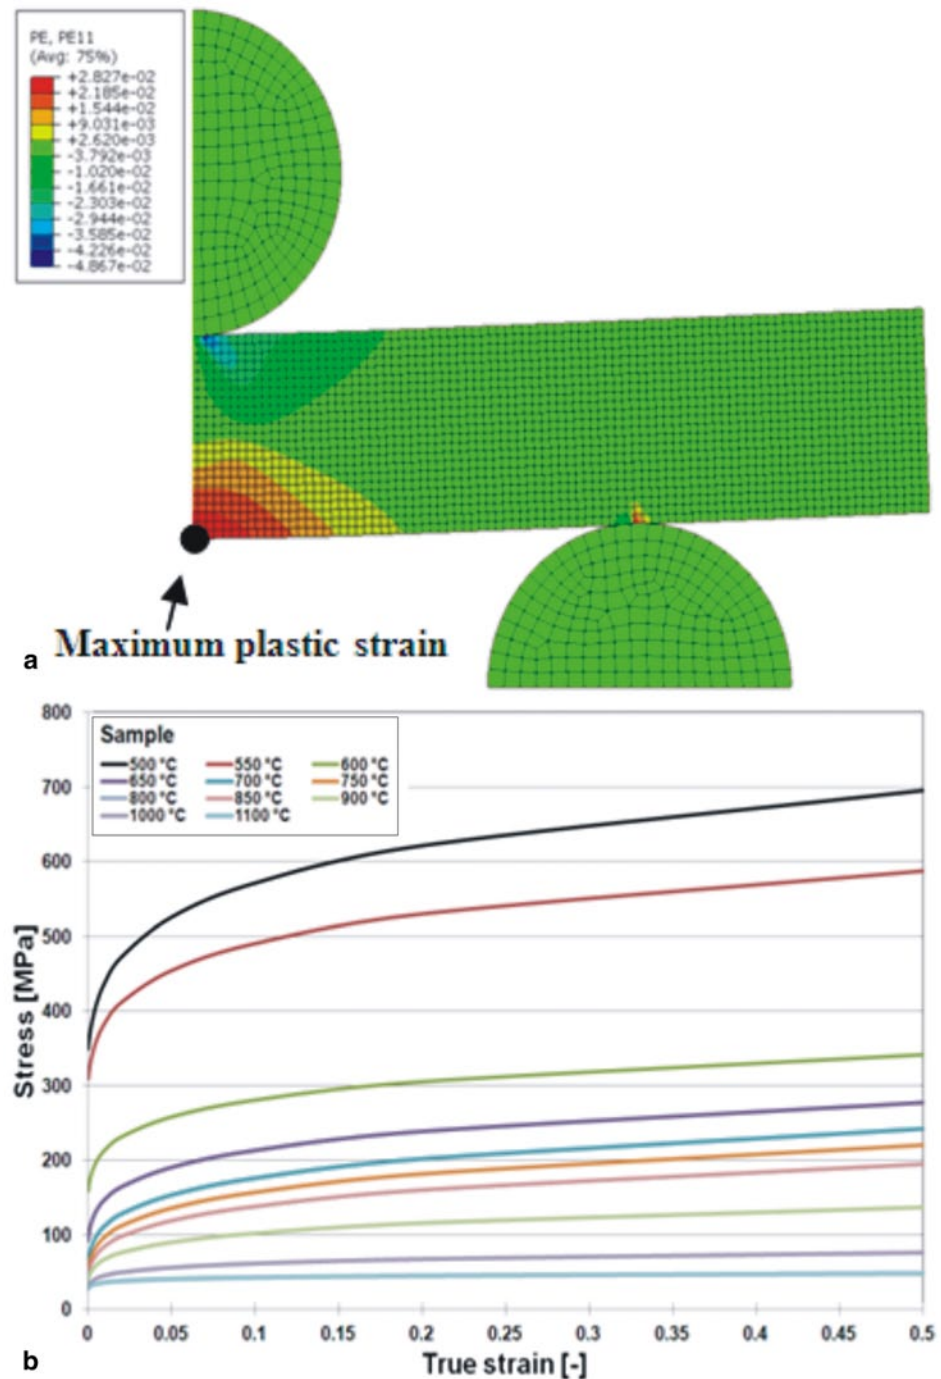 PE, PE11
(Avg: 75%)
+2.827e-02
+2.185e-02
+1.544e-02
+9.031e-03
+2.620e-03
-3.792e-03
-1.020e-02
-1.661e-02
-2.303e-02
-2.944e-02
-3.585e-02
-4.226e-02
-4.867e-02
Maximum plastic strain
a
800
700
600
500
400
300
200
100
0
Stress [MPa]
Sample
500 °C 550 °C 600 °C
650 °C 700 °C 750 °C
800 °C 850 °C 900 °C
1000 °C 1100 °C
0 0.05 0.1 0.15 0.2 0.25 0.3 0.35 0.4 0.45 0.5
True strain [-]
b